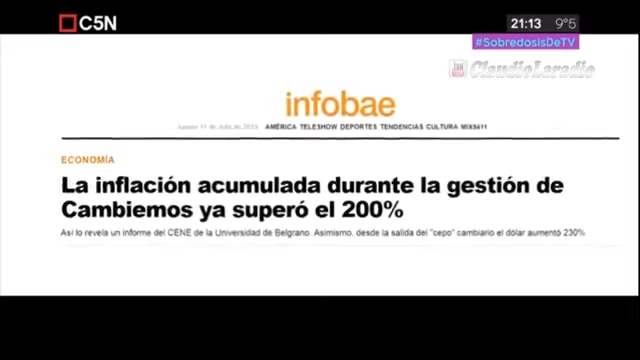 C5N
21:13 9°5
#SobredosisDeTV
ClaudioLaradio
infobae
AMÉRICA TELESHOW DEPORTES TENDENCIAS CULTURA MIX5411
ECONOMÍA
La inflación acumulada durante la gestión de
Cambiemos ya superó el 200%
Así lo revela un informe del CENE de la Universidad de Belgrano. Asimismo, desde la salida del "cepo" cambiario el dólar aumentó 230%